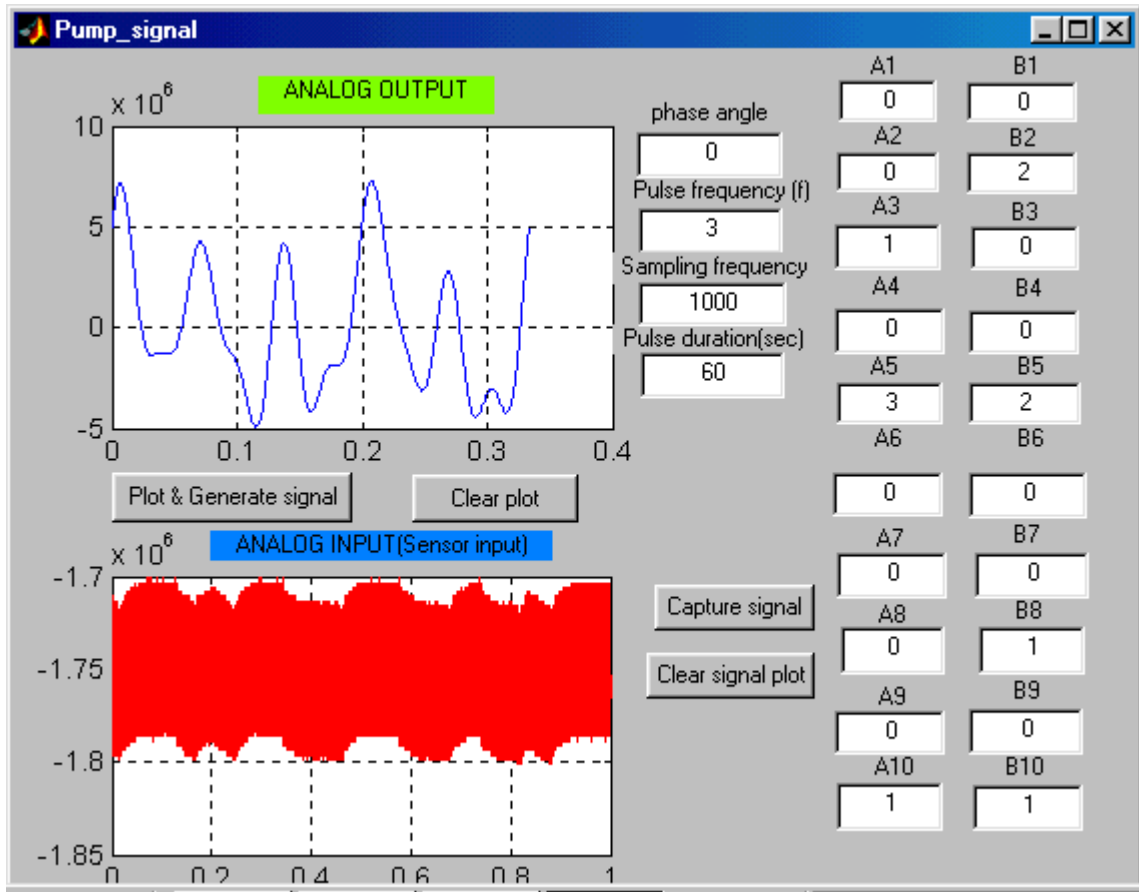 Pump_signal
ANALOG OUTPUT
x 10^6
10
5
0
-5
0 0.1 0.2 0.3 0.4
Plot & Generate signal
Clear plot
phase angle
0
Pulse frequency (f)
3
Sampling frequency
1000
Pulse duration(sec)
60
ANALOG INPUT(Sensor input)
x 10^6
-1.7
-1.75
-1.8
-1.85
0 0.2 0.4 0.6 0.8 1
Capture signal
Clear signal plot
A1 B1
0 0
A2 B2
0 2
A3 B3
1 0
A4 B4
0 0
A5 B5
3 2
A6 B6
0 0
A7 B7
0 0
A8 B8
0 1
A9 B9
0 0
A10 B10
1 1